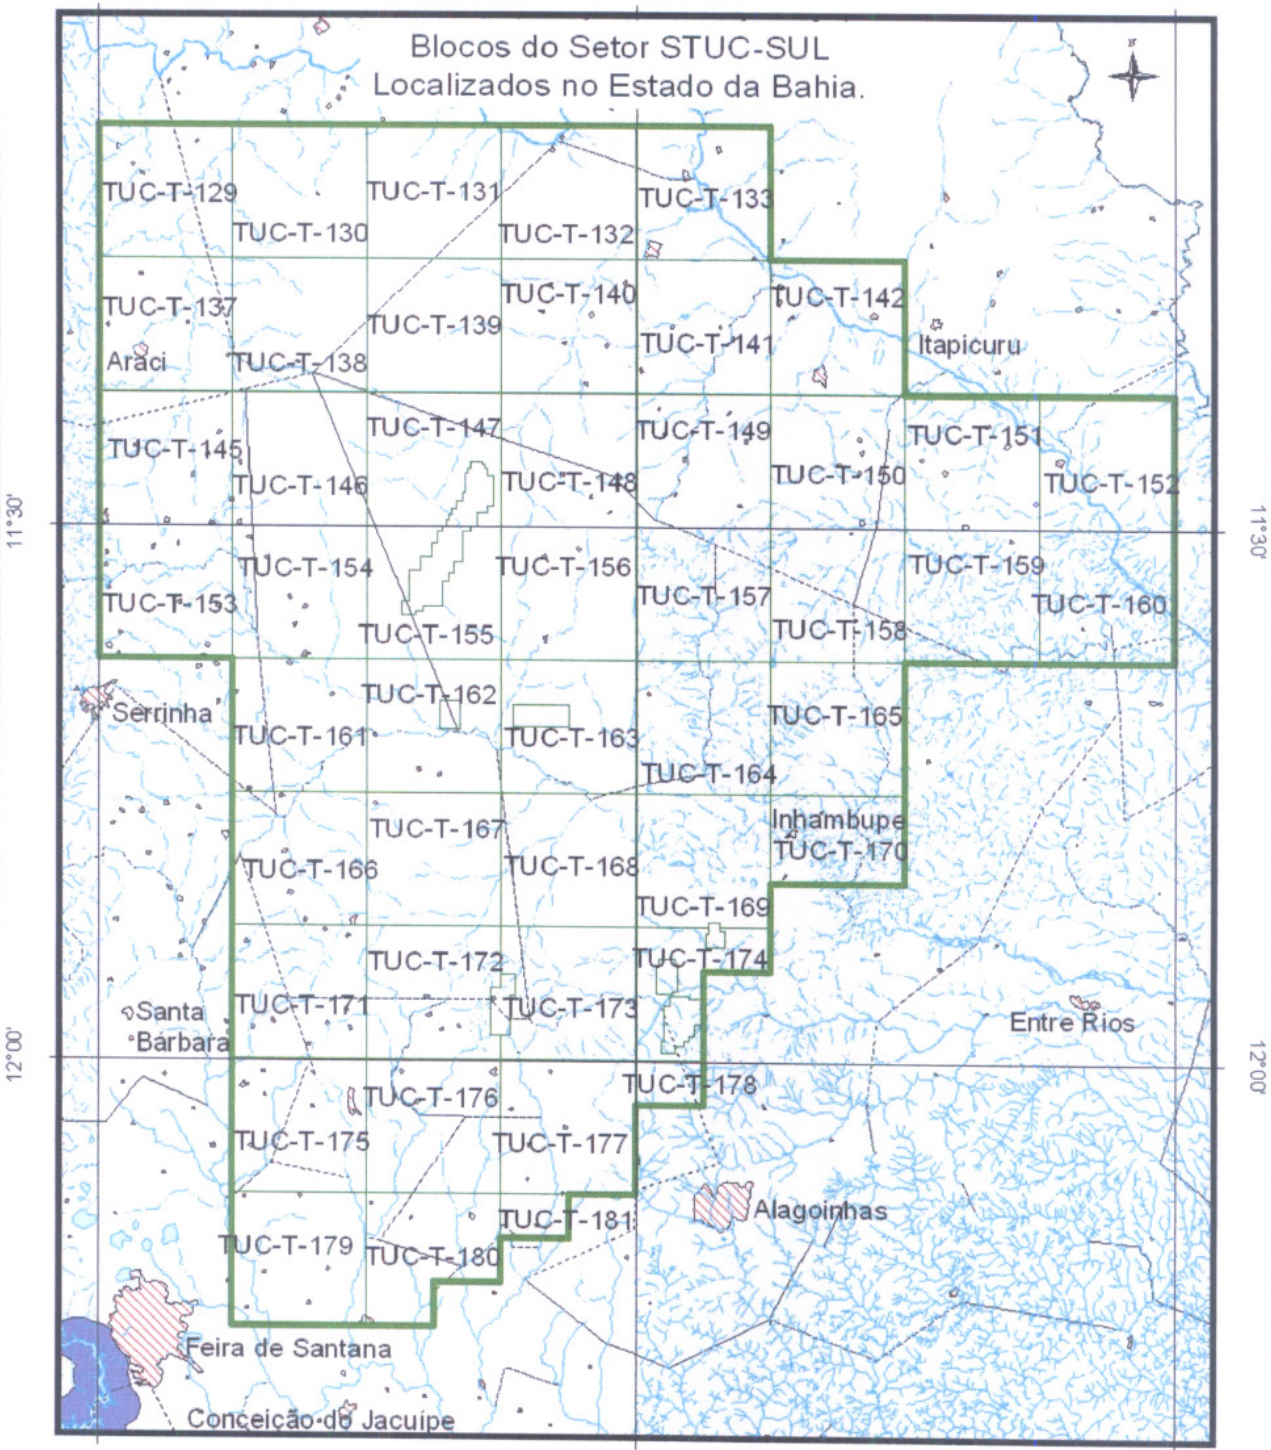 Blocos do Setor STUC-SUL
Localizados no Estado da Bahia.
TUC-T-129
TUC-T-130
TUC-T-131
TUC-T-132
TUC-T-133
TUC-T-137
Araci
TUC-T-138
TUC-T-139
TUC-T-140
TUC-T-141
TUC-T-142
Itapicuru
TUC-T-145
TUC-T-146
TUC-T-147
TUC-T-148
TUC-T-149
TUC-T-150
TUC-T-151
TUC-T-152
11°30'
11°30'
TUC-T-153
TUC-T-154
TUC-T-155
TUC-T-156
TUC-T-157
TUC-T-158
TUC-T-159
TUC-T-160
Serrinha
TUC-T-161
TUC-T-162
TUC-T-163
TUC-T-164
TUC-T-165
Inhambupe
TUC-T-166
TUC-T-167
TUC-T-168
TUC-T-169
TUC-T-170
TUC-T-171
TUC-T-172
TUC-T-173
TUC-T-174
Santa
Bárbara
Entre Rios
12°00'
12°00'
TUC-T-175
TUC-T-176
TUC-T-177
TUC-T-178
Alagoinhas
TUC-T-179
TUC-T-180
TUC-T-181
Feira de Santana
Conceição do Jacuípe